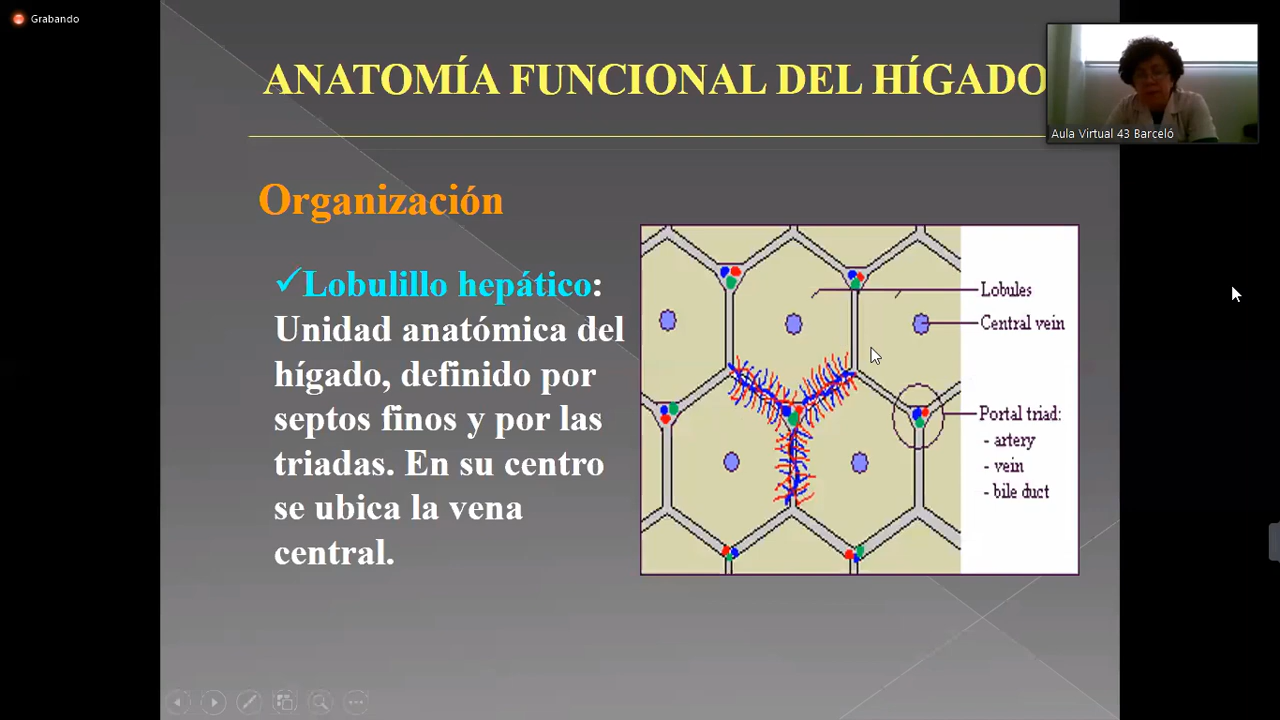 Grabando
ANATOMÍA FUNCIONAL DEL HÍGADO
Aula Virtual 43 Barceló
Organización
✓Lobulillo hepático:
Unidad anatómica del
hígado, definido por
septos finos y por las
triadas. En su centro
se ubica la vena
central.
Lobules
Central vein
Portal triad:
- artery
- vein
- bile duct